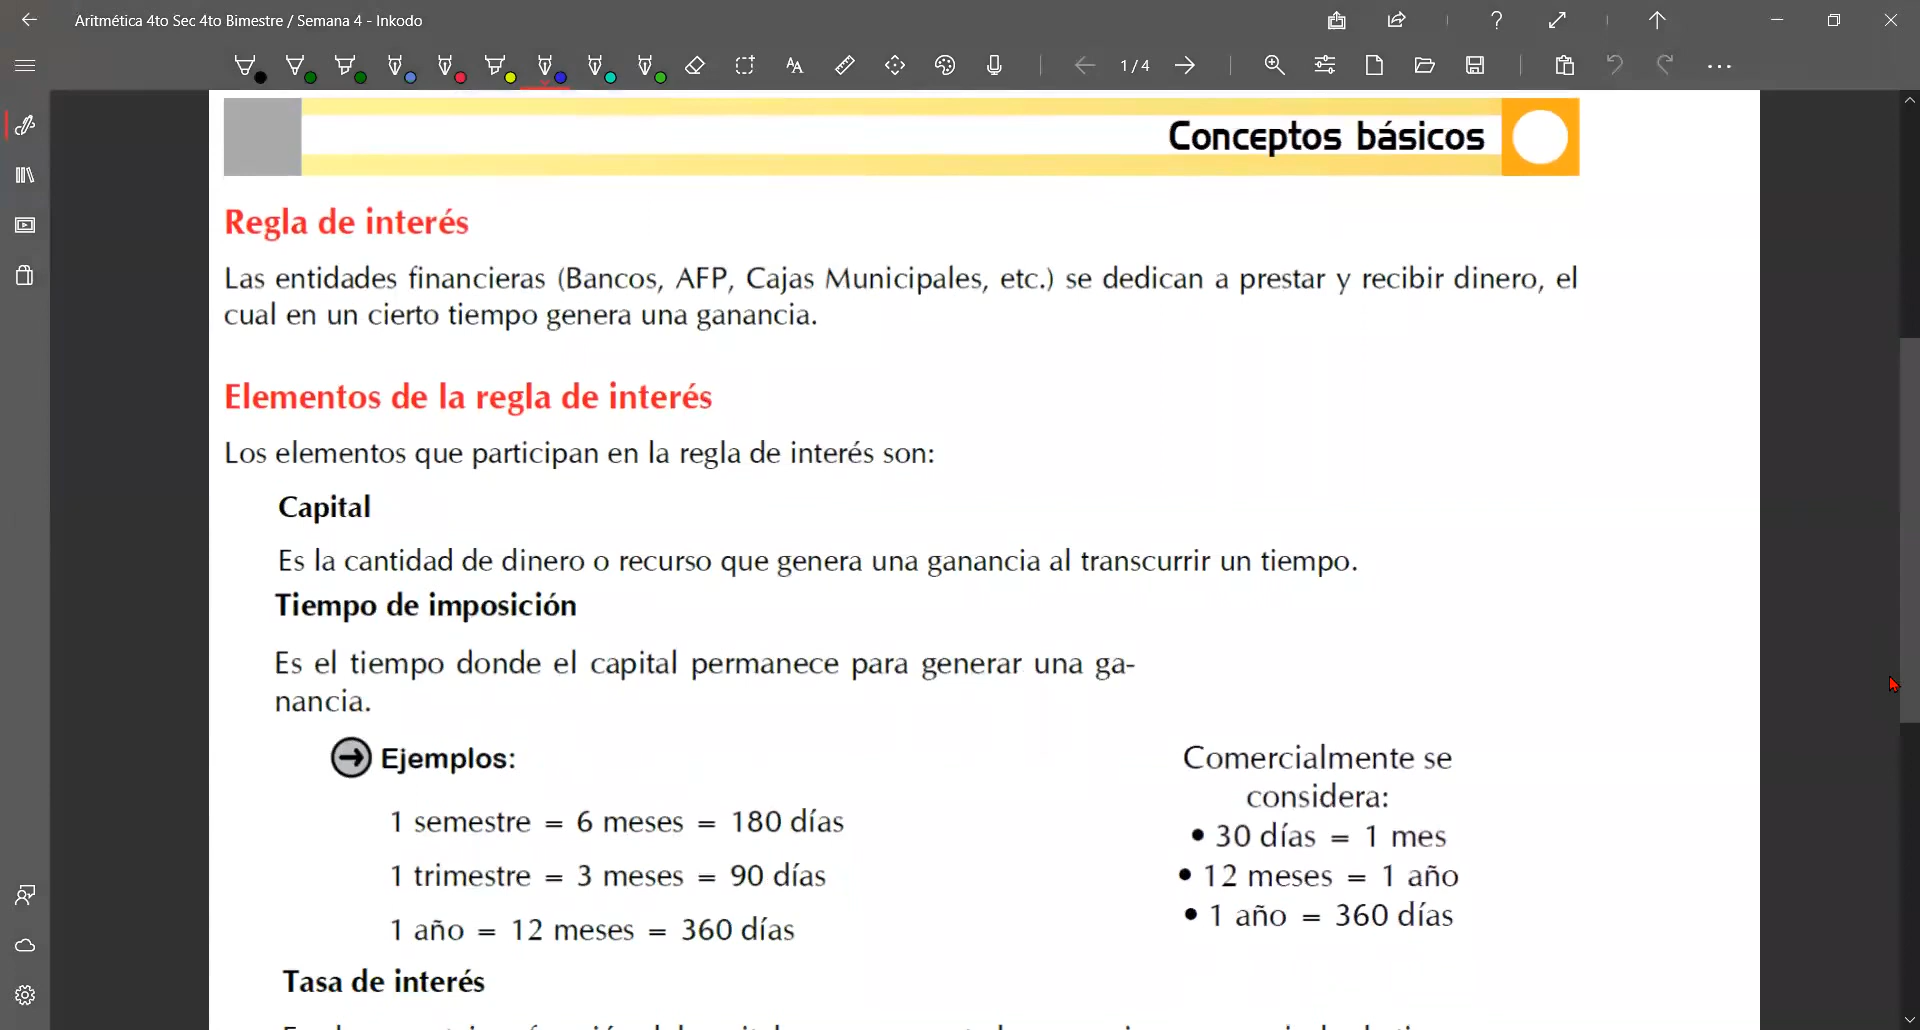 Aritmética 4to Sec 4to Bimestre / Semana 4 - Inkodo
1 / 4
Conceptos básicos
Regla de interés
Las entidades financieras (Bancos, AFP, Cajas Municipales, etc.) se dedican a prestar y recibir dinero, el
cual en un cierto tiempo genera una ganancia.
Elementos de la regla de interés
Los elementos que participan en la regla de interés son:
Capital
Es la cantidad de dinero o recurso que genera una ganancia al transcurrir un tiempo.
Tiempo de imposición
Es el tiempo donde el capital permanece para generar una ga-
nancia.
Ejemplos:
1 semestre = 6 meses = 180 días
1 trimestre = 3 meses = 90 días
1 año = 12 meses = 360 días
Comercialmente se
considera:
• 30 días = 1 mes
• 12 meses = 1 año
• 1 año = 360 días
Tasa de interés